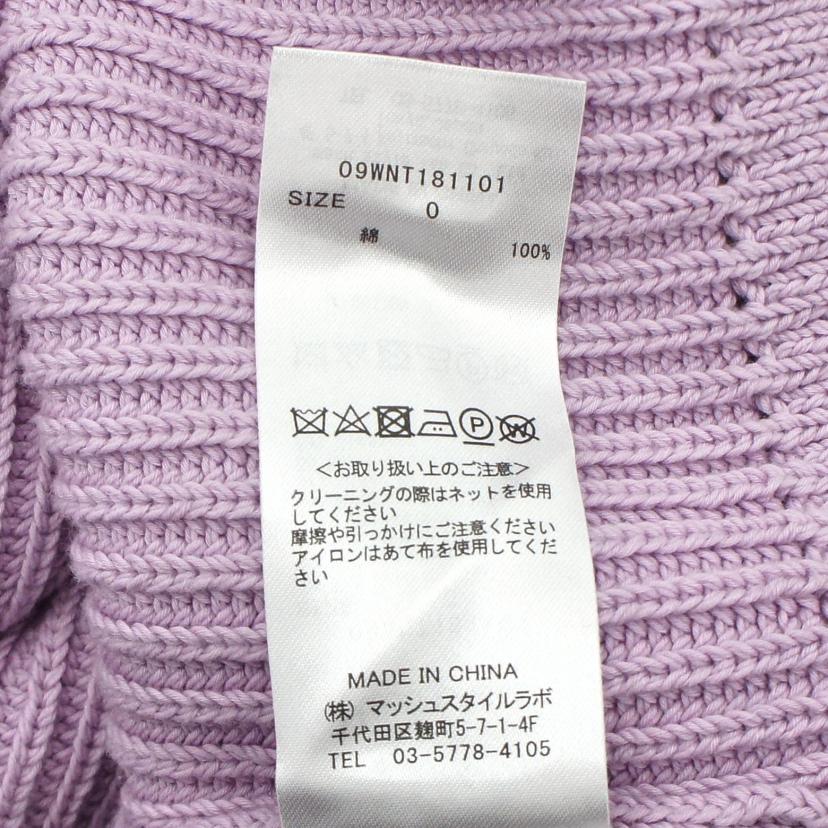 09WNT181101
SIZE 0
綿 100%
P W
<お取り扱い上のご注意>
クリーニングの際はネットを使用
してください
摩擦や引っかけにご注意ください
アイロンはあて布を使用してくだ
さい
MADE IN CHINA
(株) マッシュスタイルラボ
千代田区麹町5-7-1-4F
TEL 03-5778-4105